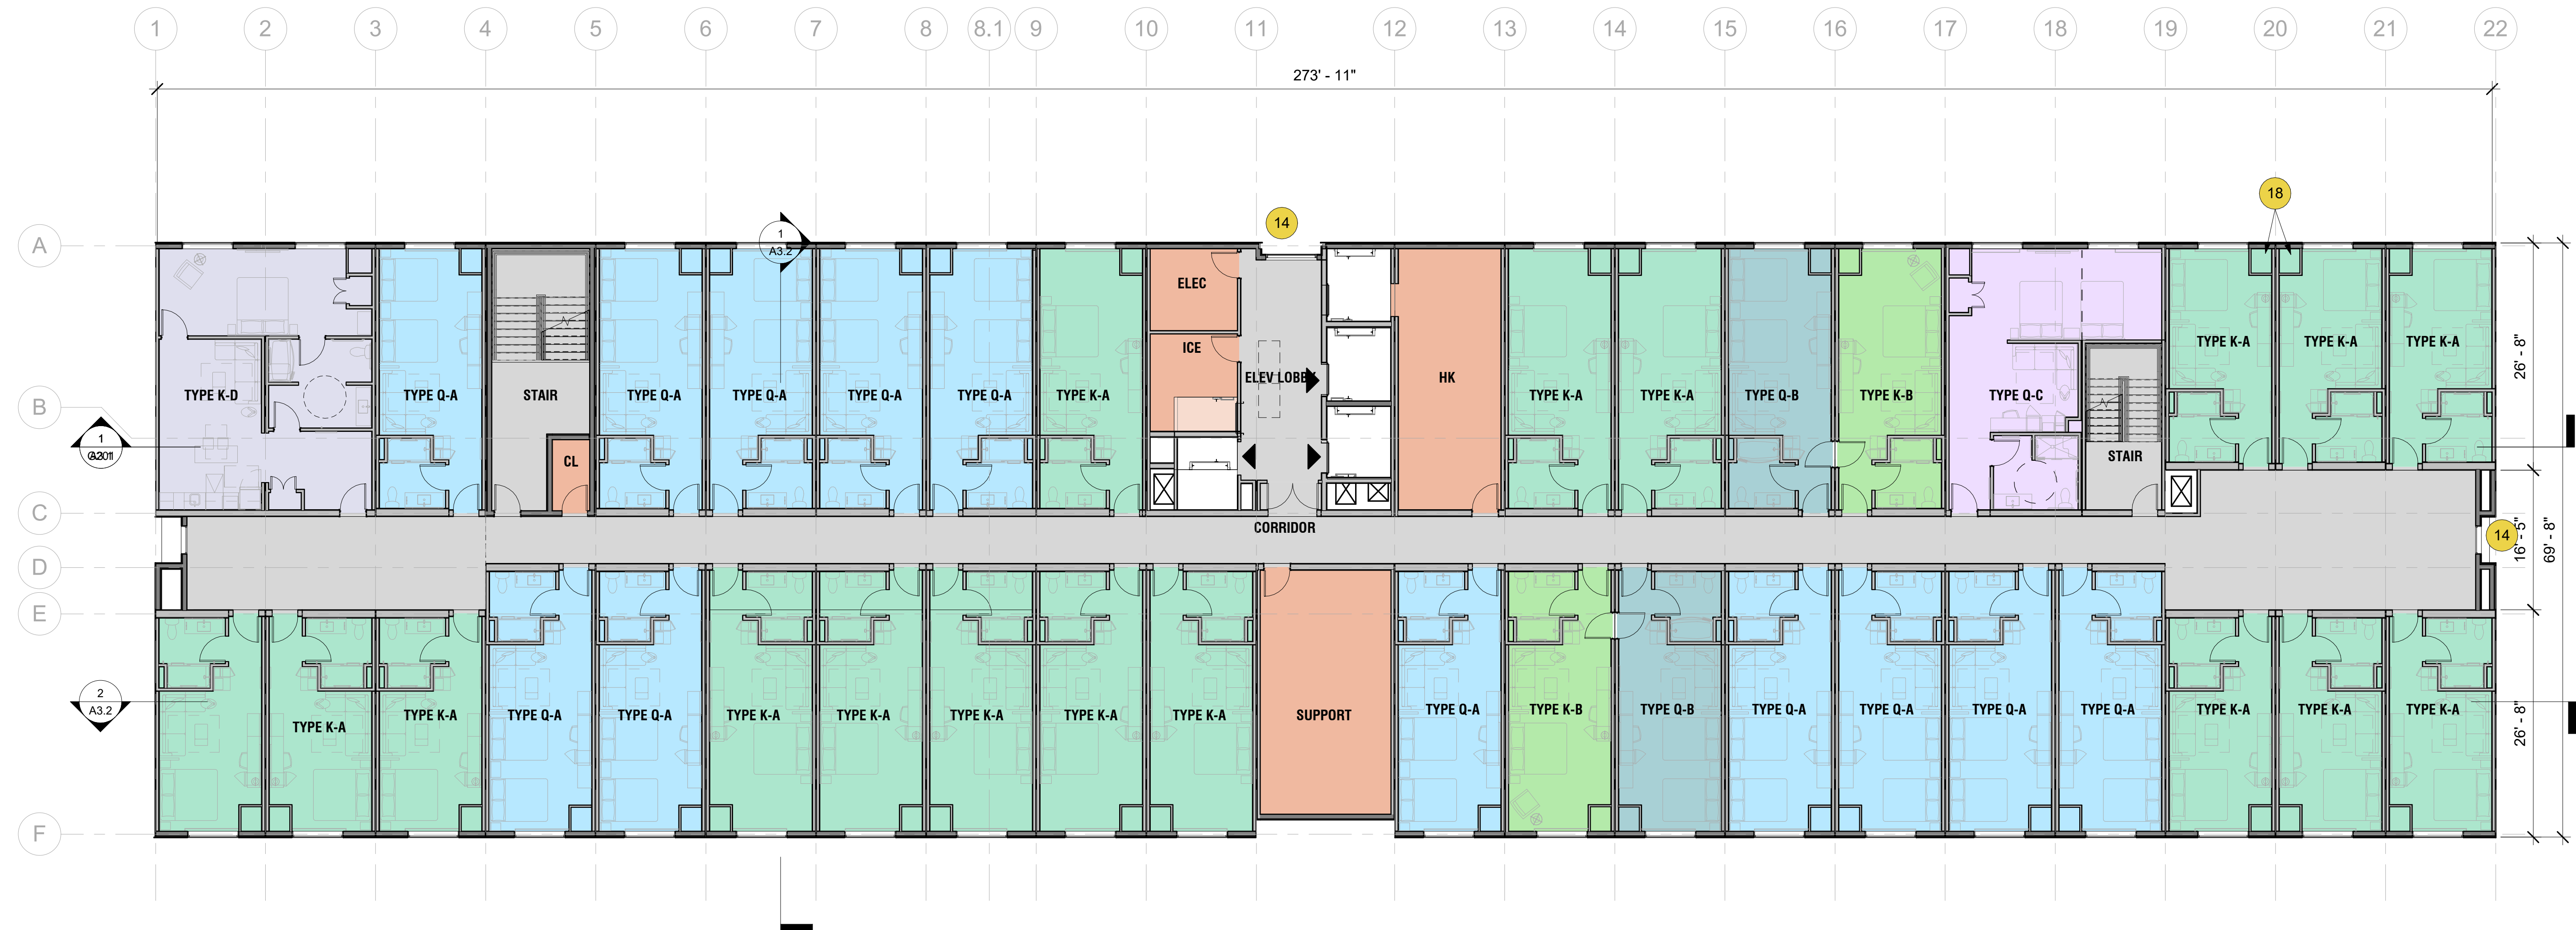 1 2 3 4 5 6 7 8 8.1 9 10 11 12 13 14 15 16 17 18 19 20 21 22
273' - 11"
18
14
1
A3.2
A
ELEC
ICE
ELEV LOBBY
HK
TYPE K-A TYPE K-A TYPE K-A
26' - 8"
TYPE K-D TYPE Q-A STAIR TYPE Q-A TYPE Q-A TYPE Q-A TYPE Q-A TYPE K-A TYPE K-A TYPE K-A TYPE Q-B TYPE K-B TYPE Q-C
B
1
CL
STAIR
C
CORRIDOR
14
16' - 5"
69' - 8"
D
E
2
A3.2
TYPE K-A TYPE K-A TYPE Q-A TYPE Q-A TYPE K-A TYPE K-A TYPE K-A TYPE K-A TYPE K-A SUPPORT TYPE Q-A TYPE K-B TYPE Q-B TYPE Q-A TYPE Q-A TYPE Q-A TYPE Q-A TYPE K-A TYPE K-A TYPE K-A
26' - 8"
F